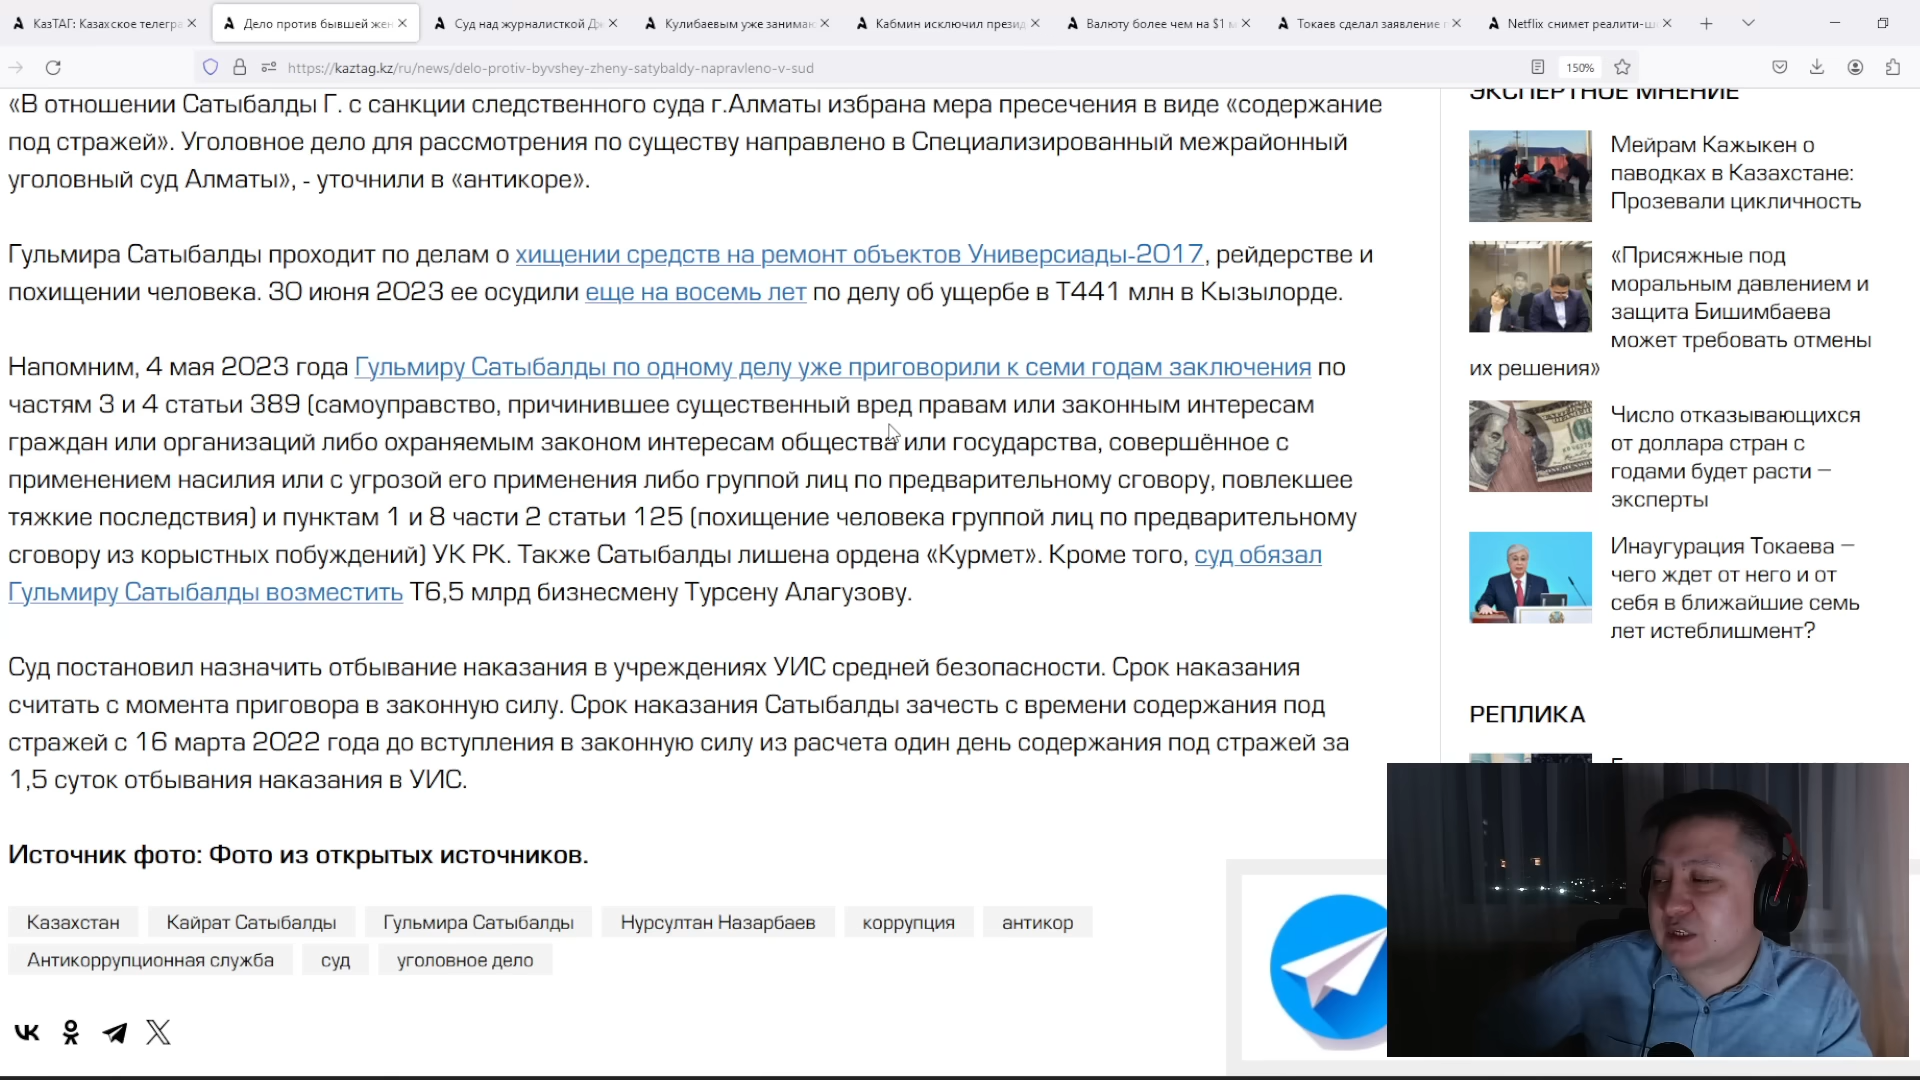 КазТАГ: Казахское телегра
Дело против бывшей жен
Суд над журналисткой Д
Кулибаевым уже занима
Кабмин исключил презид
Валюту более чем на $1 м
Токаев сделал заявление
Netflix снимет реалити-ш
https://kaztag.kz/ru/news/delo-protiv-byvshey-zheny-satybaldy-napravleno-v-sud
150%
«В отношении Сатыбалды Г. с санкции следственного суда г.Алматы избрана мера пресечения в виде «содержание
под стражей». Уголовное дело для рассмотрения по существу направлено в Специализированный межрайонный
уголовный суд Алматы», - уточнили в «антикоре».
Гульмира Сатыбалды проходит по делам о хищении средств на ремонт объектов Универсиады-2017, рейдерстве и
похищении человека. 30 июня 2023 ее осудили еще на восемь лет по делу об ущербе в Т441 млн в Кызылорде.
Напомним, 4 мая 2023 года Гульмиру Сатыбалды по одному делу уже приговорили к семи годам заключения по
частям 3 и 4 статьи 389 (самоуправство, причинившее существенный вред правам или законным интересам
граждан или организаций либо охраняемым законом интересам общества или государства, совершённое с
применением насилия или с угрозой его применения либо группой лиц по предварительному сговору, повлекшее
тяжкие последствия) и пунктам 1 и 8 части 2 статьи 125 (похищение человека группой лиц по предварительному
сговору из корыстных побуждений) УК РК. Также Сатыбалды лишена ордена «Курмет». Кроме того, суд обязал
Гульмиру Сатыбалды возместить Т6,5 млрд бизнесмену Турсену Алагузову.
Суд постановил назначить отбывание наказания в учреждениях УИС средней безопасности. Срок наказания
считать с момента приговора в законную силу. Срок наказания Сатыбалды зачесть с времени содержания под
стражей с 16 марта 2022 года до вступления в законную силу из расчета один день содержания под стражей за
1,5 суток отбывания наказания в УИС.
Источник фото: Фото из открытых источников.
Казахстан
Кайрат Сатыбалды
Гульмира Сатыбалды
Нурсултан Назарбаев
коррупция
антикор
Антикоррупционная служба
суд
уголовное дело
ЭКСПЕРТНОЕ МНЕНИЕ
Мейрам Кажыкен о
паводках в Казахстане:
Прозевали цикличность
«Присяжные под
моральным давлением и
защита Бишимбаева
может требовать отмены
их решения»
Число отказывающихся
от доллара стран с
годами будет расти –
эксперты
Инаугурация Токаева –
чего ждет от него и от
себя в ближайшие семь
лет истеблишмент?
РЕПЛИКА